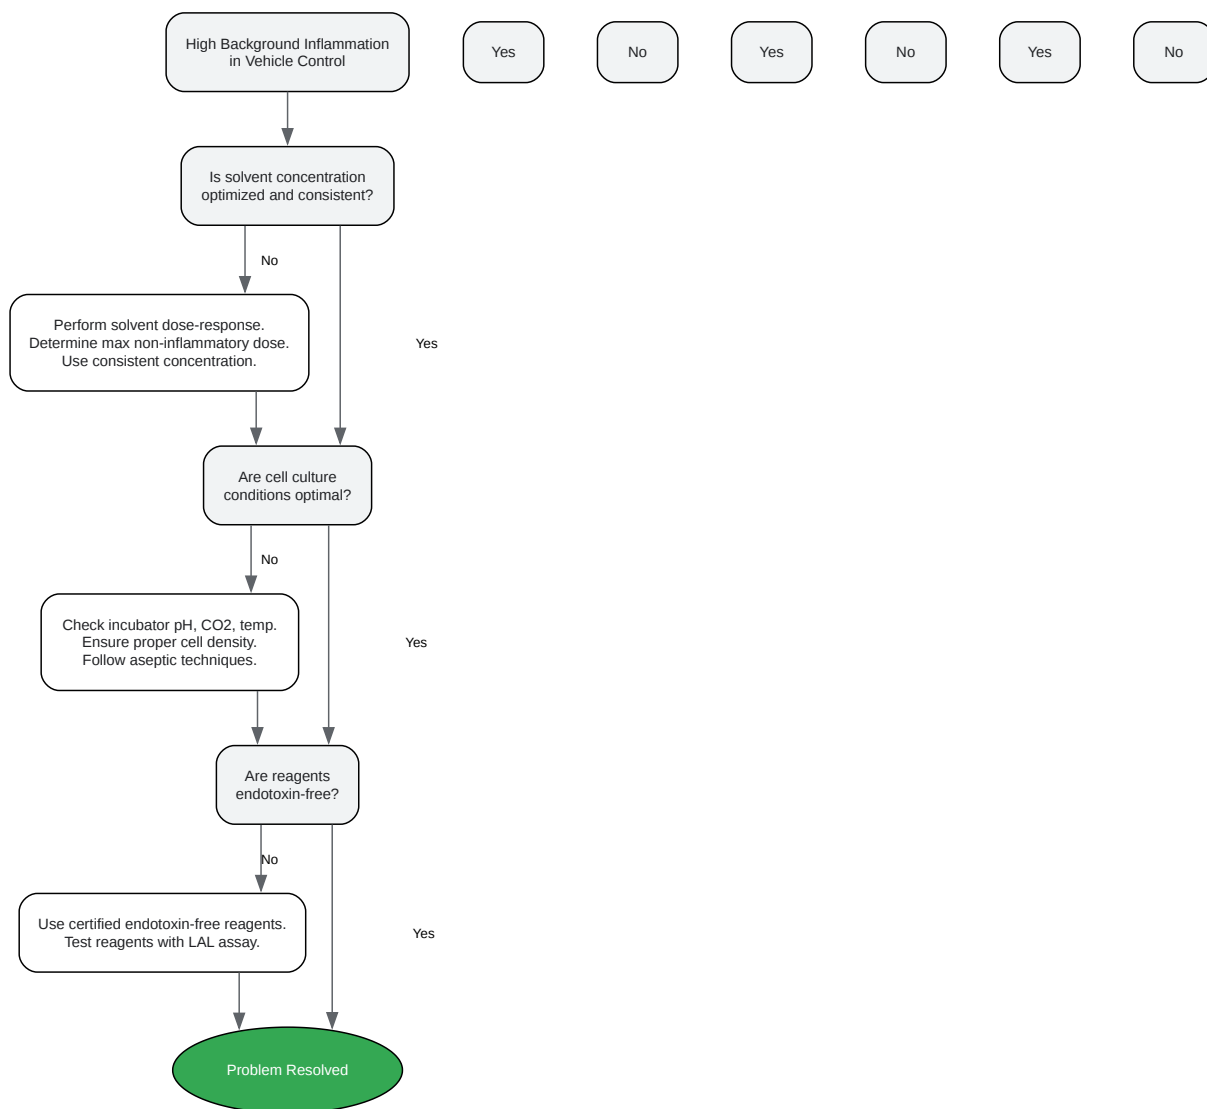 High Background Inflammation
in Vehicle Control
Yes
No
Yes
No
Yes
No
Is solvent concentration
optimized and consistent?
No
Perform solvent dose-response.
Determine max non-inflammatory dose.
Use consistent concentration.
Yes
Are cell culture
conditions optimal?
No
Check incubator pH, CO2, temp.
Ensure proper cell density.
Follow aseptic techniques.
Yes
Are reagents
endotoxin-free?
No
Use certified endotoxin-free reagents.
Test reagents with LAL assay.
Yes
Problem Resolved